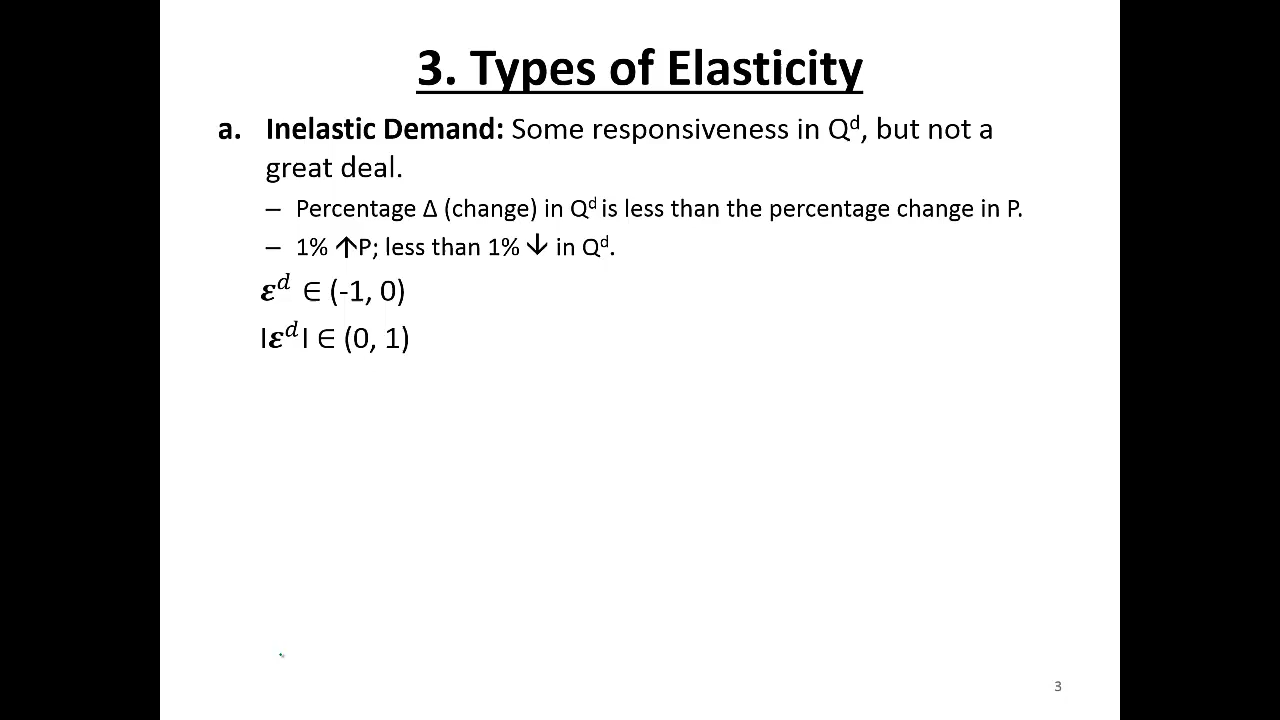 3. Types of Elasticity
a. Inelastic Demand: Some responsiveness in Qᵈ, but not a
great deal.
– Percentage Δ (change) in Qᵈ is less than the percentage change in P.
– 1% ↑P; less than 1% ↓ in Qᵈ.
𝜺ᵈ ∈ (-1, 0)
|𝜺ᵈ| ∈ (0, 1)
3